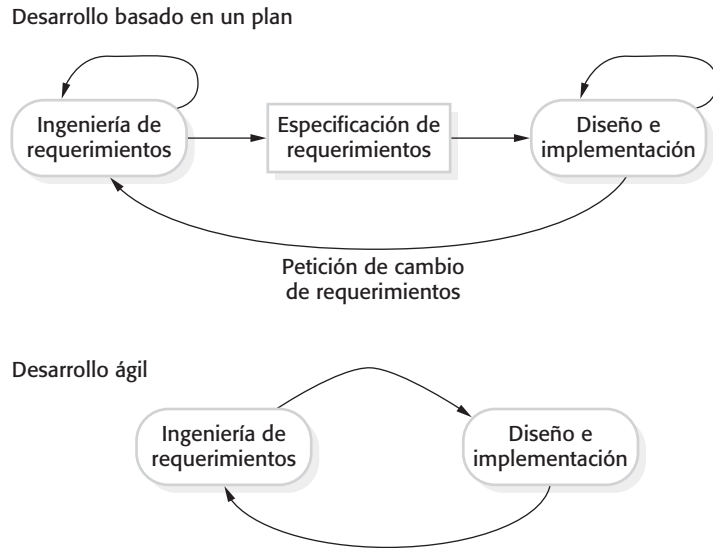 Desarrollo basado en un plan
Ingeniería de
requerimientos
Especificación de
requerimientos
Diseño e
implementación
Petición de cambio
de requerimientos
Desarrollo ágil
Ingeniería de
requerimientos
Diseño e
implementación